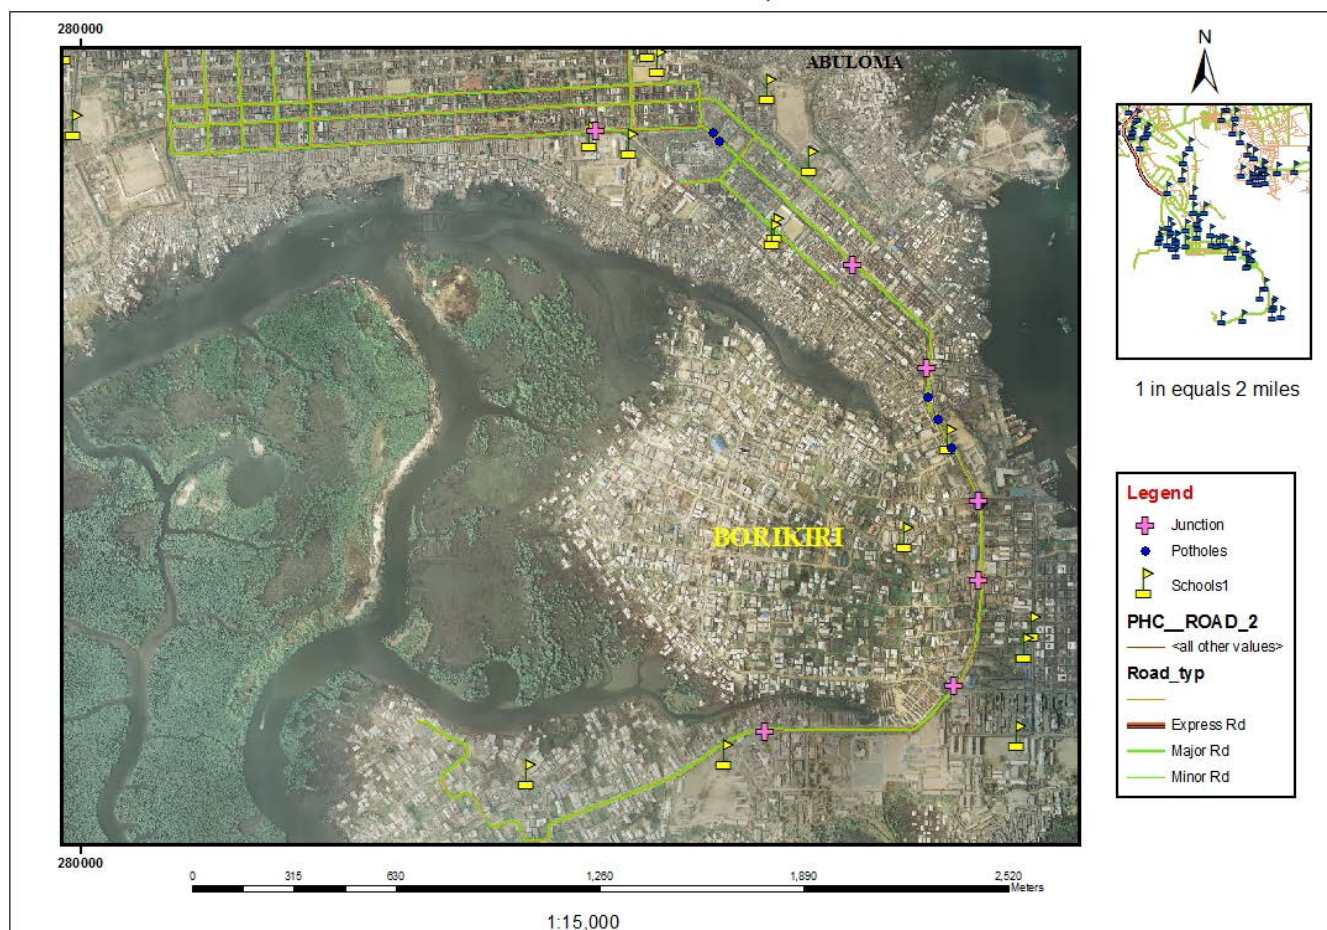 280000
ABULOMA
N
1 in equals 2 miles
BORIKIRI
Legend
Junction
Potholes
Schools1
PHC__ROAD_2
<all other values>
Road_typ
Express Rd
Major Rd
Minor Rd
280000
0 315 630 1,260 1,890 2,520
Meters
1:15,000